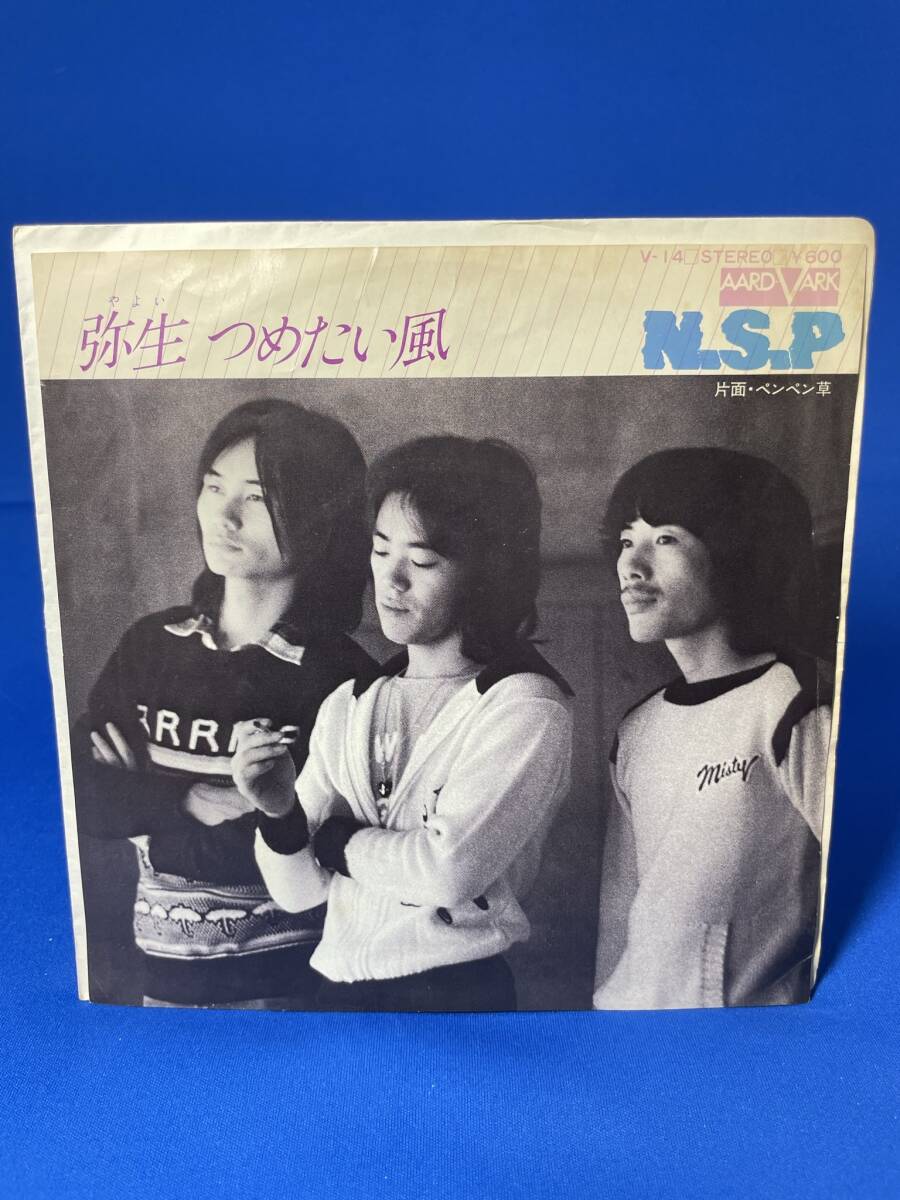 V-14 STEREO ¥600
AARD-VARK
やよい
弥生 つめたい風
N.S.P
片面・ペンペン草
Misty